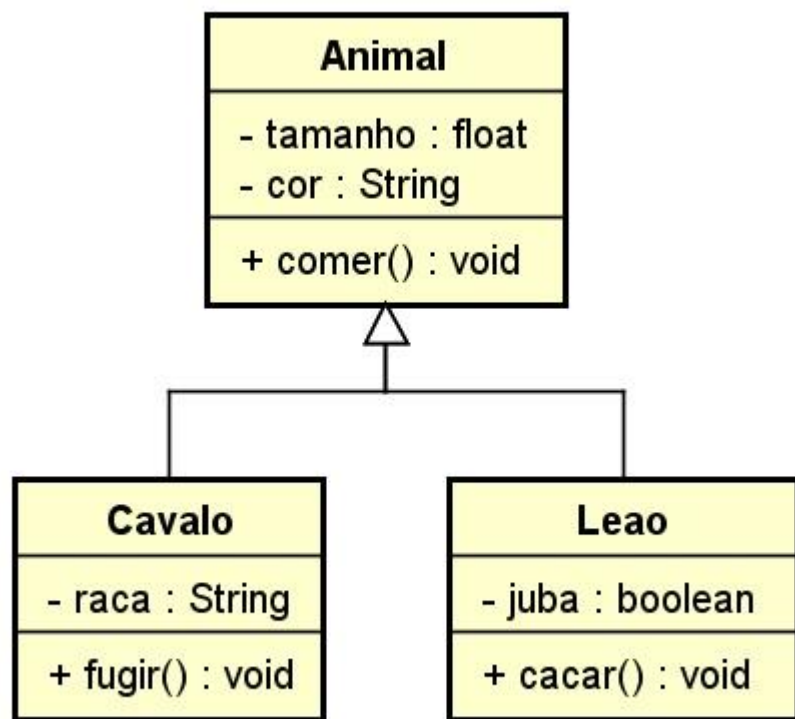 Animal
- tamanho : float
- cor : String
+ comer() : void
Cavalo
- raca : String
+ fugir() : void
Leao
- juba : boolean
+ cacar() : void